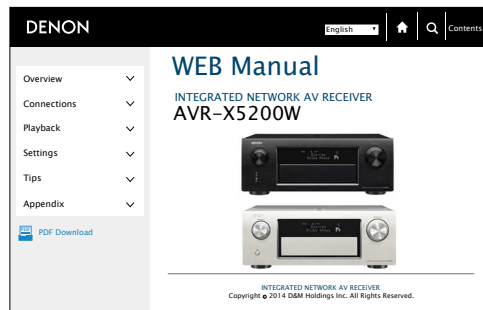 DENON
English
Contents
Overview
Connections
Playback
Settings
Tips
Appendix
PDF Download
WEB Manual
INTEGRATED NETWORK AV RECEIVER
AVR-X5200W
DENON
INTEGRATED NETWORK AV RECEIVER
Copyright © 2014 D&M Holdings Inc. All Rights Reserved.